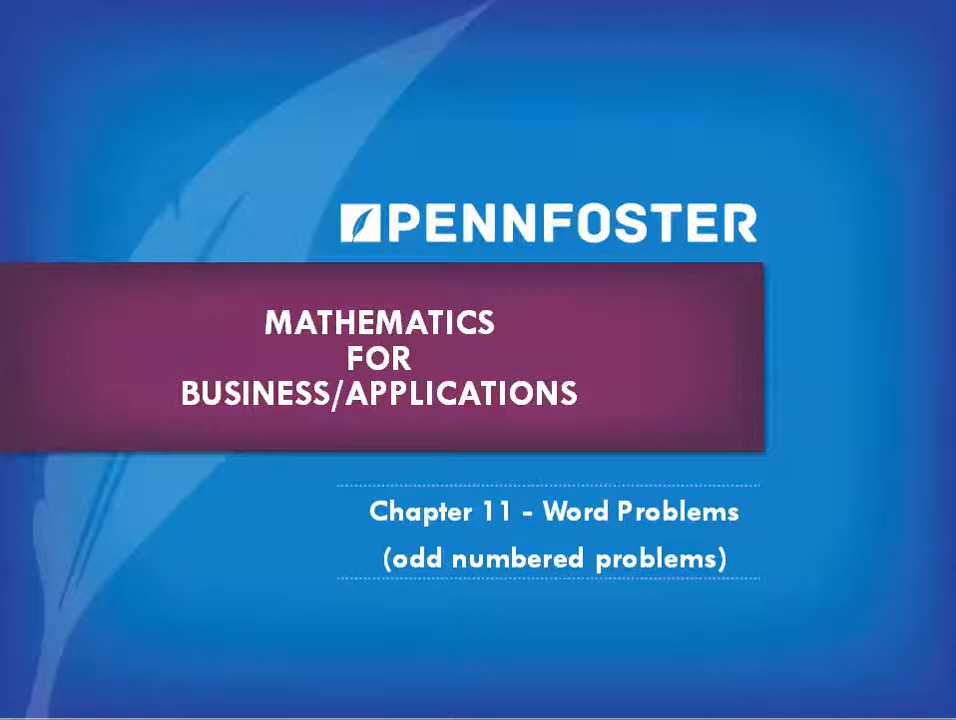 PENNFOSTER
MATHEMATICS
FOR
BUSINESS/APPLICATIONS
Chapter 11 - Word Problems
(odd numbered problems)